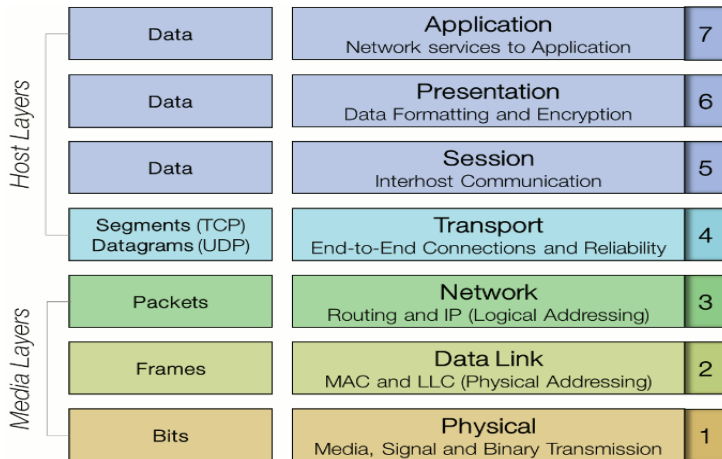 Host Layers
Data
Application
Network services to Application
7
Data
Presentation
Data Formatting and Encryption
6
Data
Session
Interhost Communication
5
Segments (TCP)
Datagrams (UDP)
Transport
End-to-End Connections and Reliability
4
Media Layers
Packets
Network
Routing and IP (Logical Addressing)
3
Frames
Data Link
MAC and LLC (Physical Addressing)
2
Bits
Physical
Media, Signal and Binary Transmission
1